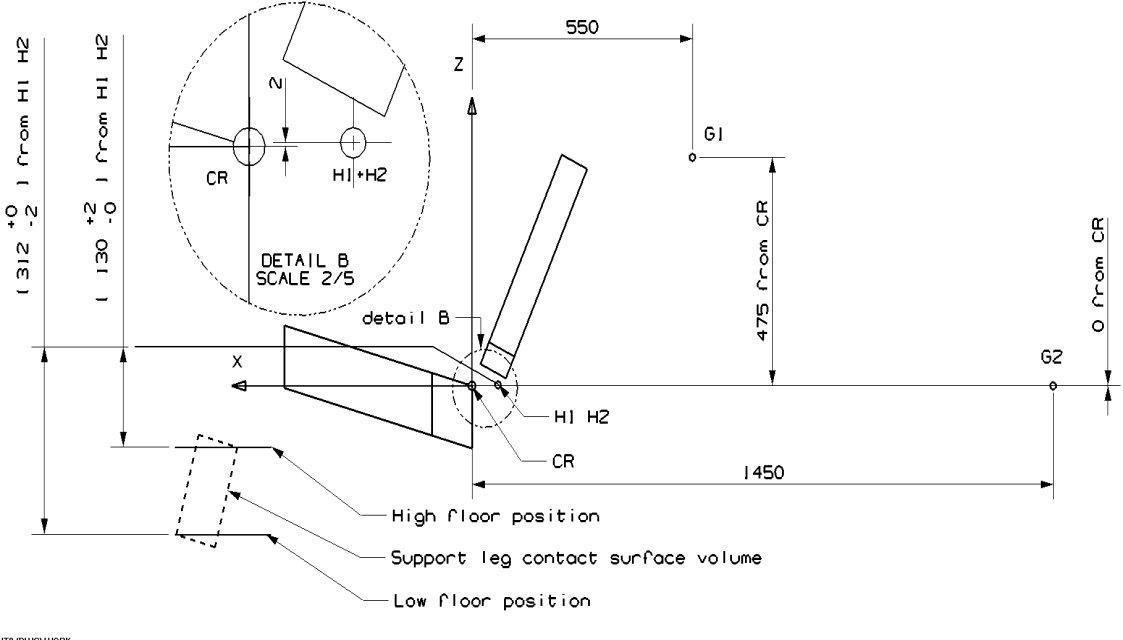 ( 312 +0 -2 ) from H1 H2
( 130 +2 -0 ) from H1 H2
2
CR
H1+H2
DETAIL B
SCALE 2/5
550
Z
G1
475 from CR
0 from CR
detail B
X
G2
H1 H2
CR
1450
High floor position
Support leg contact surface volume
Low floor position